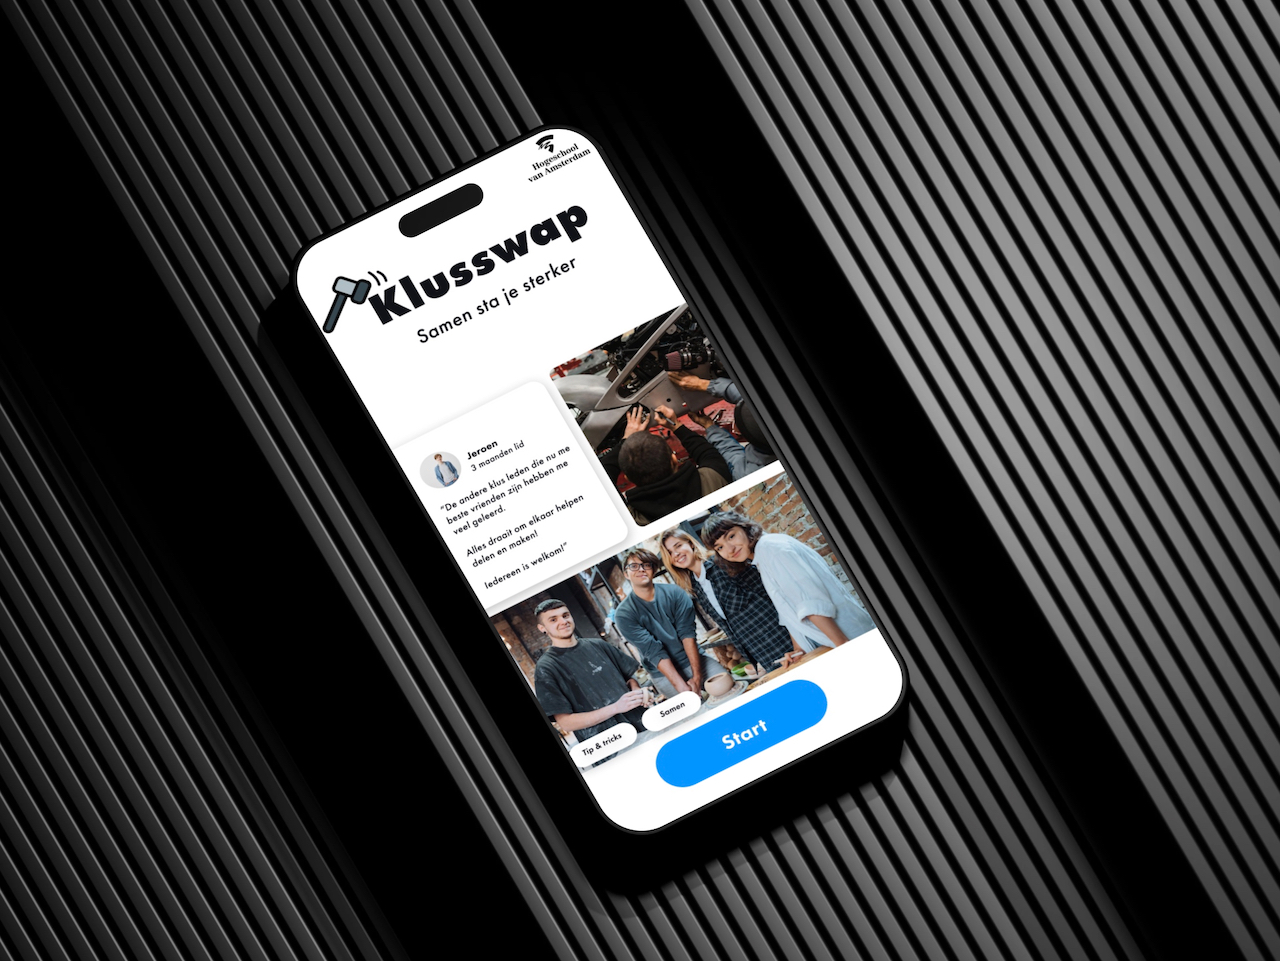 Hogeschool
van Amsterdam
Klusswap
Samen sta je sterker
Jeroen
3 maanden lid
"De andere klus leden die nu me
beste vrienden zijn hebben me
veel geleerd.
Alles draait om elkaar helpen
delen en maken!
Iedereen is welkom!"
Tip & tricks
Samen
Start